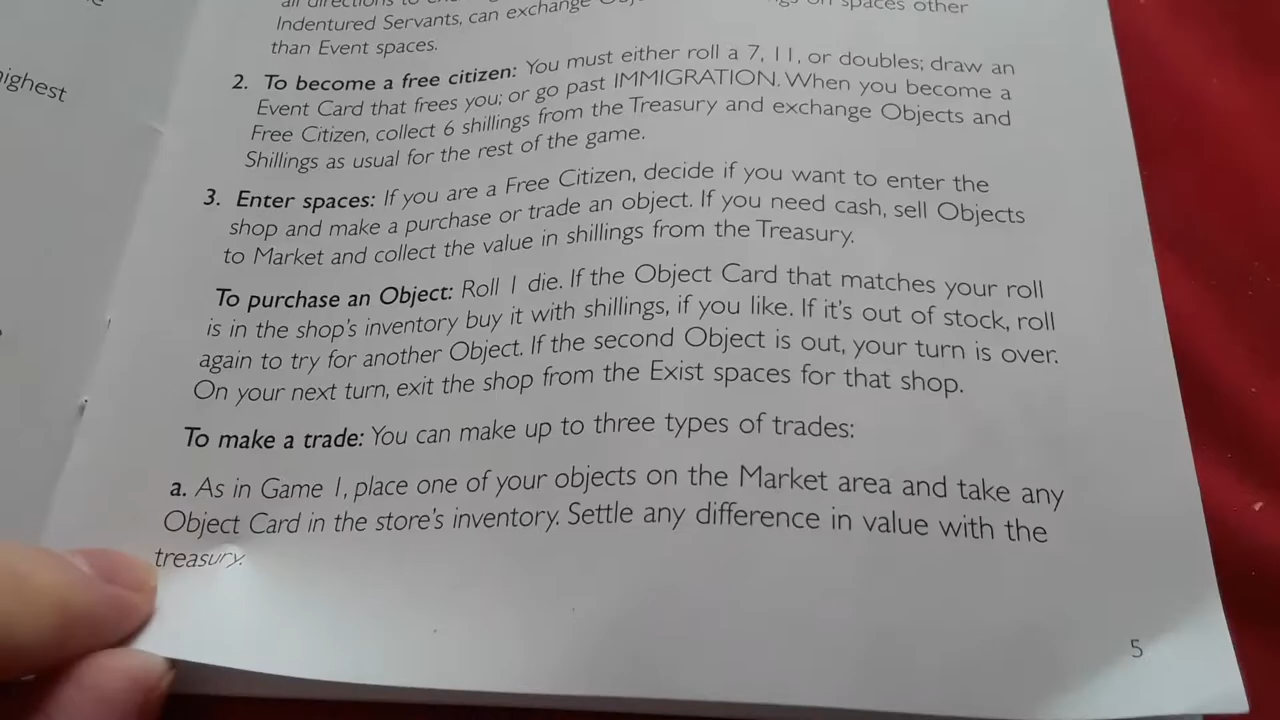 ighest
all directions to
Indentured Servants, can exchange on spaces other
than Event spaces.
2. To become a free citizen: You must either roll a 7, 11, or doubles; draw an
Event Card that frees you; or go past IMMIGRATION. When you become a
Free Citizen, collect 6 shillings from the Treasury and exchange Objects and
Shillings as usual for the rest of the game.
3. Enter spaces: If you are a Free Citizen, decide if you want to enter the
shop and make a purchase or trade an object. If you need cash, sell Objects
to Market and collect the value in shillings from the Treasury.
To purchase an Object: Roll 1 die. If the Object Card that matches your roll
is in the shop's inventory buy it with shillings, if you like. If it's out of stock, roll
again to try for another Object. If the second Object is out, your turn is over.
On your next turn, exit the shop from the Exist spaces for that shop.
To make a trade: You can make up to three types of trades:
a. As in Game 1, place one of your objects on the Market area and take any
Object Card in the store's inventory. Settle any difference in value with the
treasury.
5